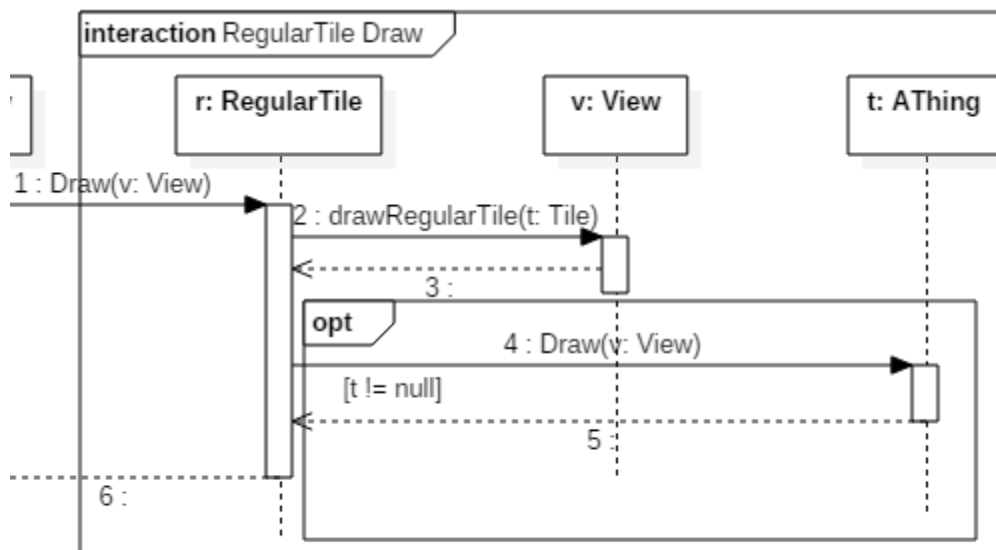 interaction RegularTile Draw
r: RegularTile
v: View
t: AThing
1 : Draw(v: View)
2 : drawRegularTile(t: Tile)
3 :
opt
4 : Draw(v: View)
[t != null]
5 :
6 :